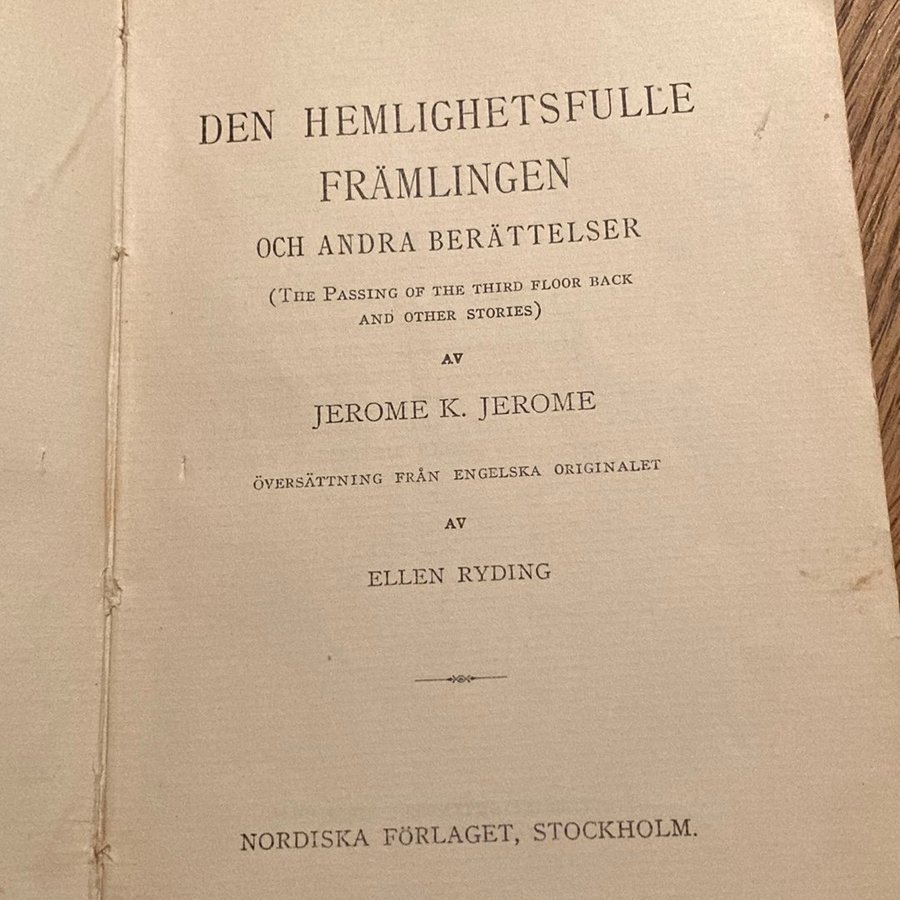 DEN HEMLIGHETSFULLE
FRÄMLINGEN
OCH ANDRA BERÄTTELSER
(THE PASSING OF THE THIRD FLOOR BACK
AND OTHER STORIES)
AV
JEROME K. JEROME
ÖVERSÄTTNING FRÅN ENGELSKA ORIGINALET
AV
ELLEN RYDING
NORDISKA FÖRLAGET, STOCKHOLM.